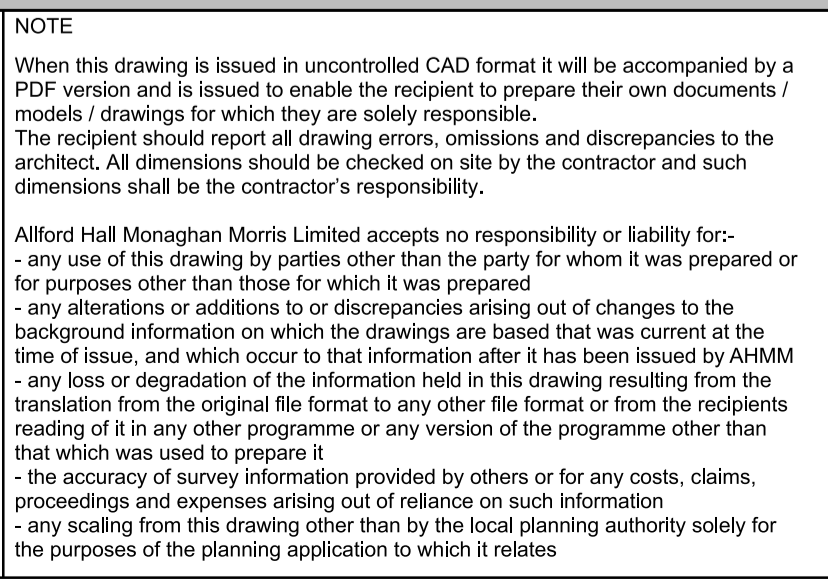 NOTE
When this drawing is issued in uncontrolled CAD format it will be accompanied by a
PDF version and is issued to enable the recipient to prepare their own documents /
models / drawings for which they are solely responsible.
The recipient should report all drawing errors, omissions and discrepancies to the
architect. All dimensions should be checked on site by the contractor and such
dimensions shall be the contractor's responsibility.
Allford Hall Monaghan Morris Limited accepts no responsibility or liability for:-
- any use of this drawing by parties other than the party for whom it was prepared or
for purposes other than those for which it was prepared
- any alterations or additions to or discrepancies arising out of changes to the
background information on which the drawings are based that was current at the
time of issue, and which occur to that information after it has been issued by AHMM
- any loss or degradation of the information held in this drawing resulting from the
translation from the original file format to any other file format or from the recipients
reading of it in any other programme or any version of the programme other than
that which was used to prepare it
- the accuracy of survey information provided by others or for any costs, claims,
proceedings and expenses arising out of reliance on such information
- any scaling from this drawing other than by the local planning authority solely for
the purposes of the planning application to which it relates